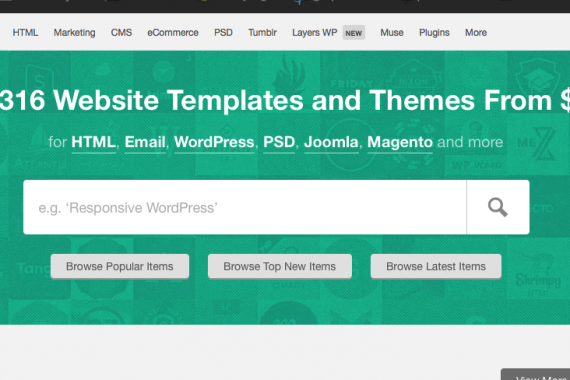 HTML Marketing CMS eCommerce PSD Tumblr Layers WP NEW Muse Plugins More
316 Website Templates and Themes From $
for HTML, Email, WordPress, PSD, Joomla, Magento and more
e.g. ‘Responsive WordPress’
Browse Popular Items Browse Top New Items Browse Latest Items
View More